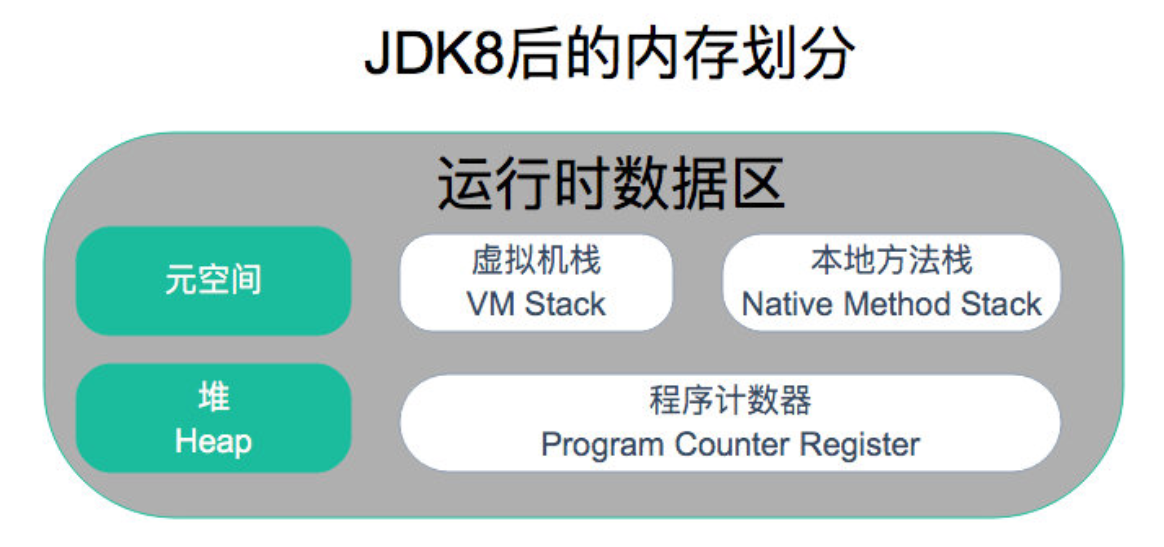 JDK8后的内存划分
运行时数据区
元空间
虚拟机栈
VM Stack
本地方法栈
Native Method Stack
堆
Heap
程序计数器
Program Counter Register